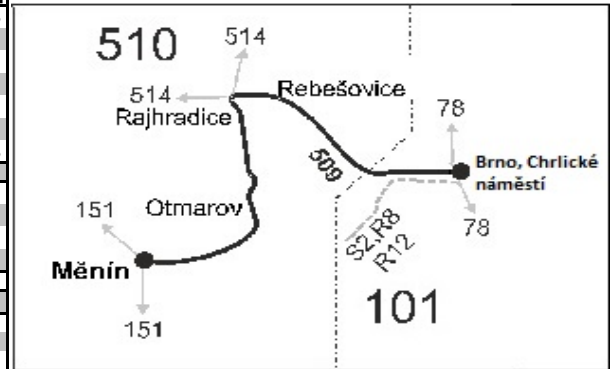 510
514
514
Rajhradice
Rebešovice
78
509
Brno, Chrlické
náměstí
151
Otmarov
S2,R8
R12
78
Měnín
101
151